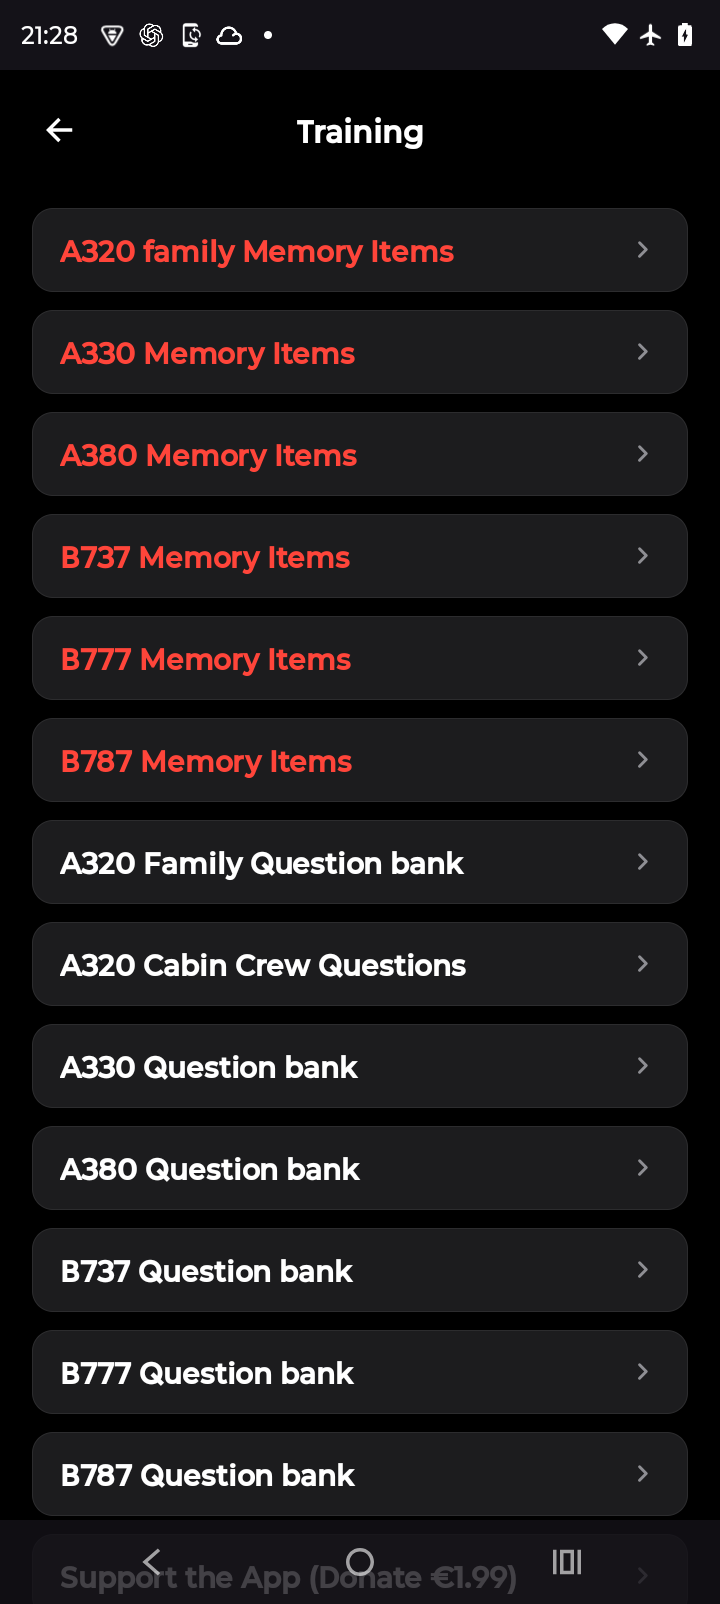 21:28
Training
A320 family Memory Items
A330 Memory Items
A380 Memory Items
B737 Memory Items
B777 Memory Items
B787 Memory Items
A320 Family Question bank
A320 Cabin Crew Questions
A330 Question bank
A380 Question bank
B737 Question bank
B777 Question bank
B787 Question bank
Support the App (Donate €1.99)